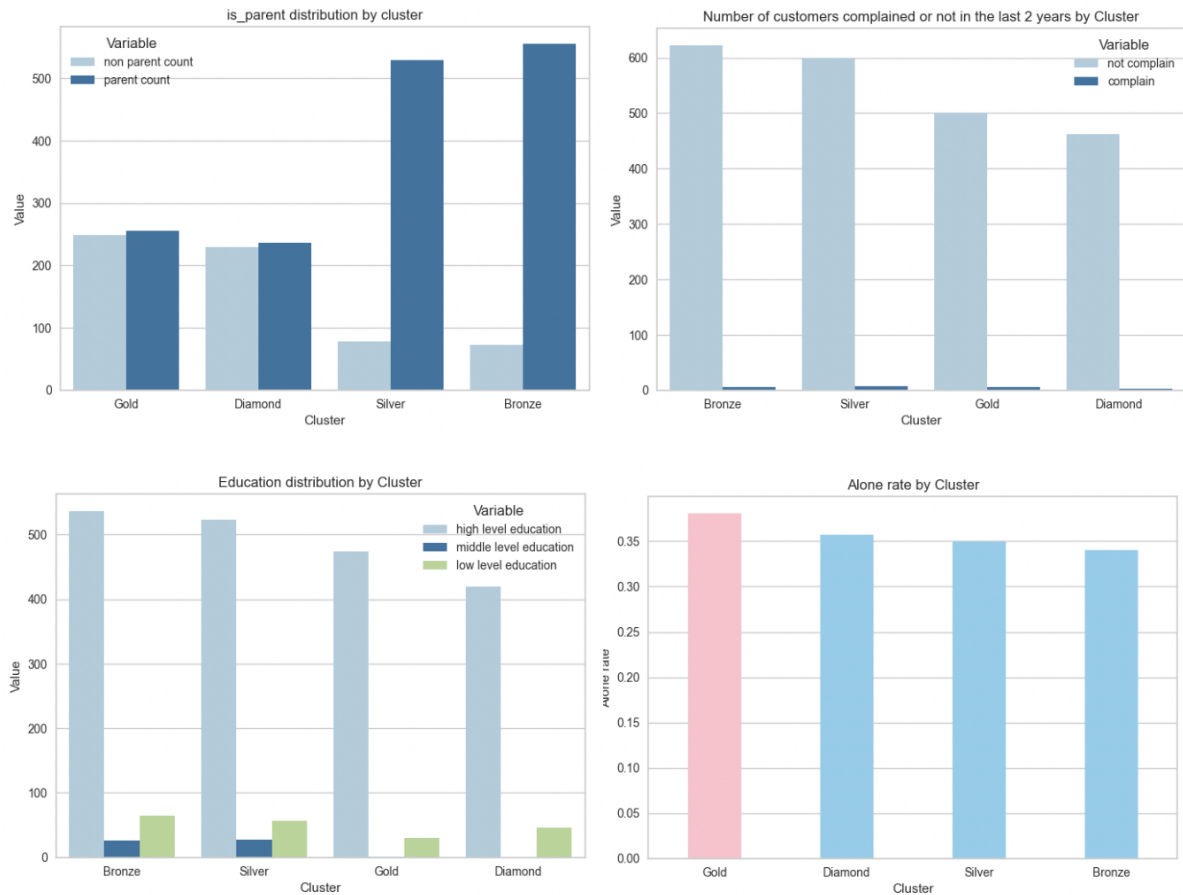 is_parent distribution by cluster
Variable
non parent count
parent count
500
400
300
200
100
0
Value
Gold Diamond Silver Bronze
Cluster
Number of customers complained or not in the last 2 years by Cluster
Variable
not complain
complain
600
500
400
300
200
100
0
Value
Bronze Silver Gold Diamond
Cluster
Education distribution by Cluster
Variable
high level education
middle level education
low level education
500
400
300
200
100
0
Value
Bronze Silver Gold Diamond
Cluster
Alone rate by Cluster
0.35
0.30
0.25
0.20
0.15
0.10
0.05
0.00
Alone rate
Gold Diamond Silver Bronze
Cluster